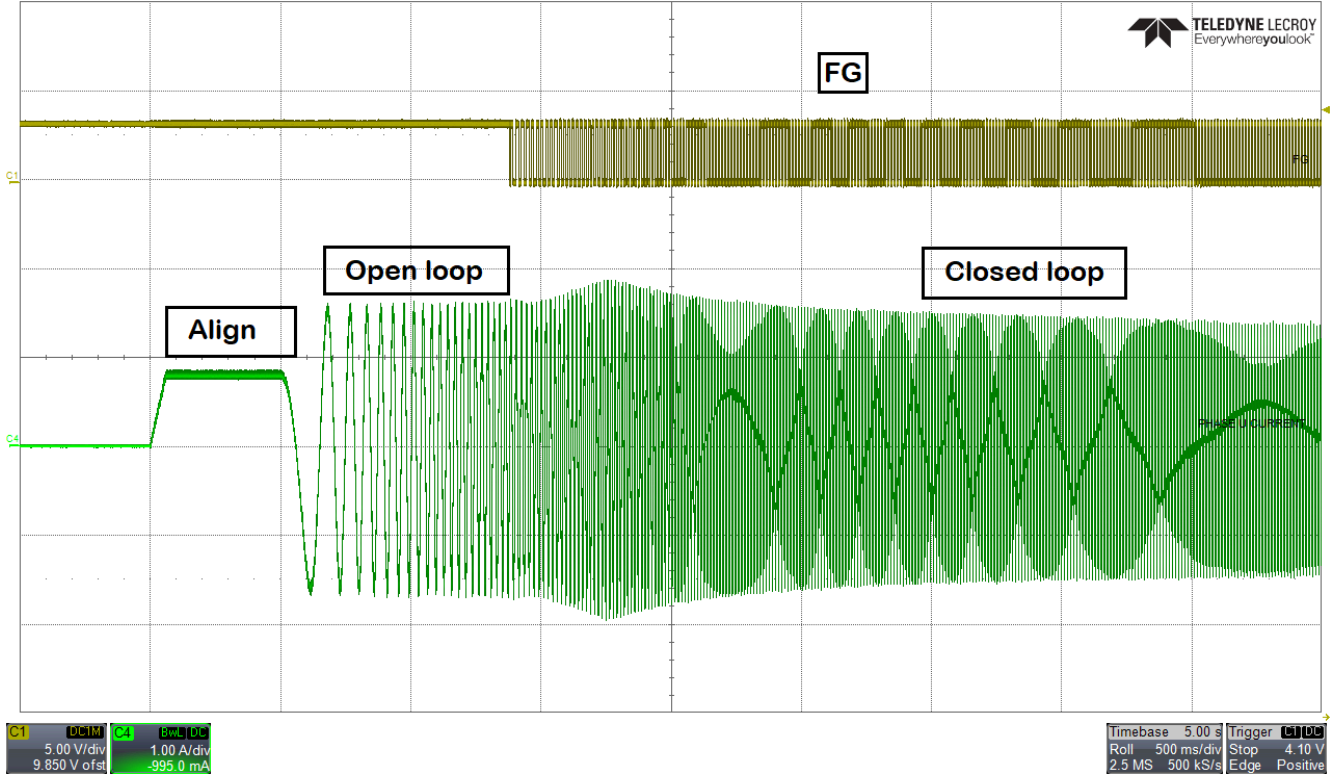 TELEDYNE LECROY
Everywhereyoulook™
FG
C1
FG
Open loop
Closed loop
Align
C4
PHASE U CURRENT
C1 DC1M
5.00 V/div
9.850 V ofst
C4 BwL DC
1.00 A/div
-995.0 mA
Timebase 5.00 s
Roll 500 ms/div
2.5 MS 500 kS/s
Trigger C1 DC
Stop 4.10 V
Edge Positive